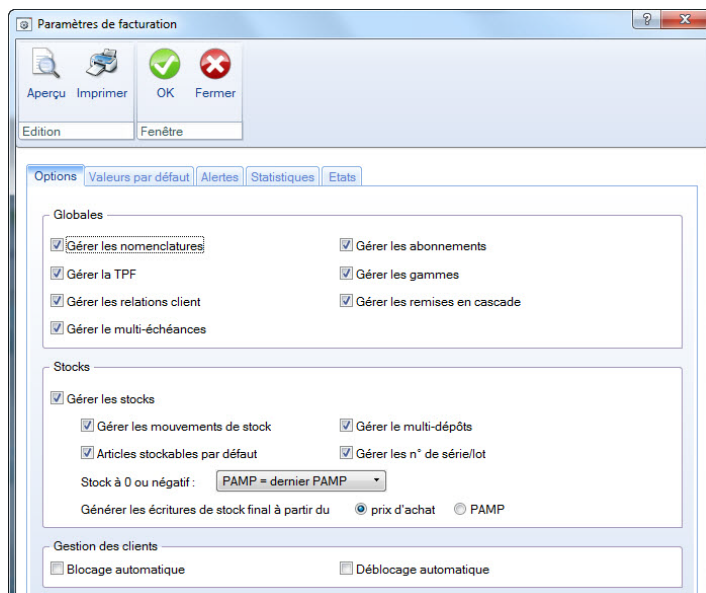 Paramètres de facturation
Aperçu Imprimer OK Fermer
Edition Fenêtre
Options Valeurs par défaut Alertes Statistiques Etats
Globales
Gérer les nomenclatures Gérer les abonnements
Gérer la TPF Gérer les gammes
Gérer les relations client Gérer les remises en cascade
Gérer le multi-échéances
Stocks
Gérer les stocks
Gérer les mouvements de stock Gérer le multi-dépôts
Articles stockables par défaut Gérer les n° de série/lot
Stock à 0 ou négatif : PAMP = dernier PAMP
Générer les écritures de stock final à partir du prix d'achat PAMP
Gestion des clients
Blocage automatique Déblocage automatique